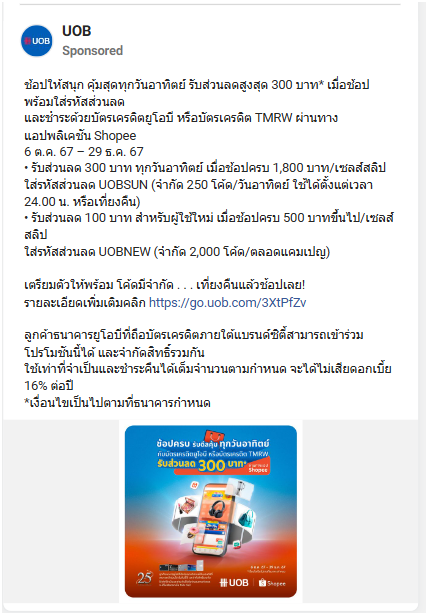 UOB
UOB
Sponsored
ช้อปให้สนุก คุ้มสุดทุกวันอาทิตย์ รับส่วนลดสูงสุด 300 บาท* เมื่อช้อป
พร้อมใส่รหัสส่วนลด
และชำระด้วยบัตรเครดิตยูโอบี หรือบัตรเครดิต TMRW ผ่านทาง
แอปพลิเคชัน Shopee
6 ต.ค. 67 – 29 ธ.ค. 67
• รับส่วนลด 300 บาท ทุกวันอาทิตย์ เมื่อช้อปครบ 1,800 บาท/เซลส์สลิป
ใส่รหัสส่วนลด UOBSUN (จำกัด 250 โค้ด/วันอาทิตย์ ใช้ได้ตั้งแต่เวลา
24.00 น. หรือเที่ยงคืน)
• รับส่วนลด 100 บาท สำหรับผู้ใช้ใหม่ เมื่อช้อปครบ 500 บาทขึ้นไป/เซลส์
สลิป
ใส่รหัสส่วนลด UOBNEW (จำกัด 2,000 โค้ด/ตลอดแคมเปญ)
เตรียมตัวให้พร้อม โค้ดมีจำกัด . . . เที่ยงคืนแล้วช้อปเลย!
รายละเอียดเพิ่มเติมคลิก https://go.uob.com/3XtPfZv
ลูกค้าธนาคารยูโอบีที่ถือบัตรเครดิตภายใต้แบรนด์ซิตี้สามารถเข้าร่วม
โปรโมชันนี้ได้ และจำกัดสิทธิ์รวมกัน
ใช้เท่าที่จำเป็นและชำระคืนได้เต็มจำนวนตามกำหนด จะได้ไม่เสียดอกเบี้ย
16% ต่อปี
*เงื่อนไขเป็นไปตามที่ธนาคารกำหนด
ช้อปครบ รับดีลคุ้ม ทุกวันอาทิตย์
กับบัตรเครดิตยูโอบี หรือบัตรเครดิต TMRW
รับส่วนลด 300 บาท*
Shopee
25
UOB
Shopee